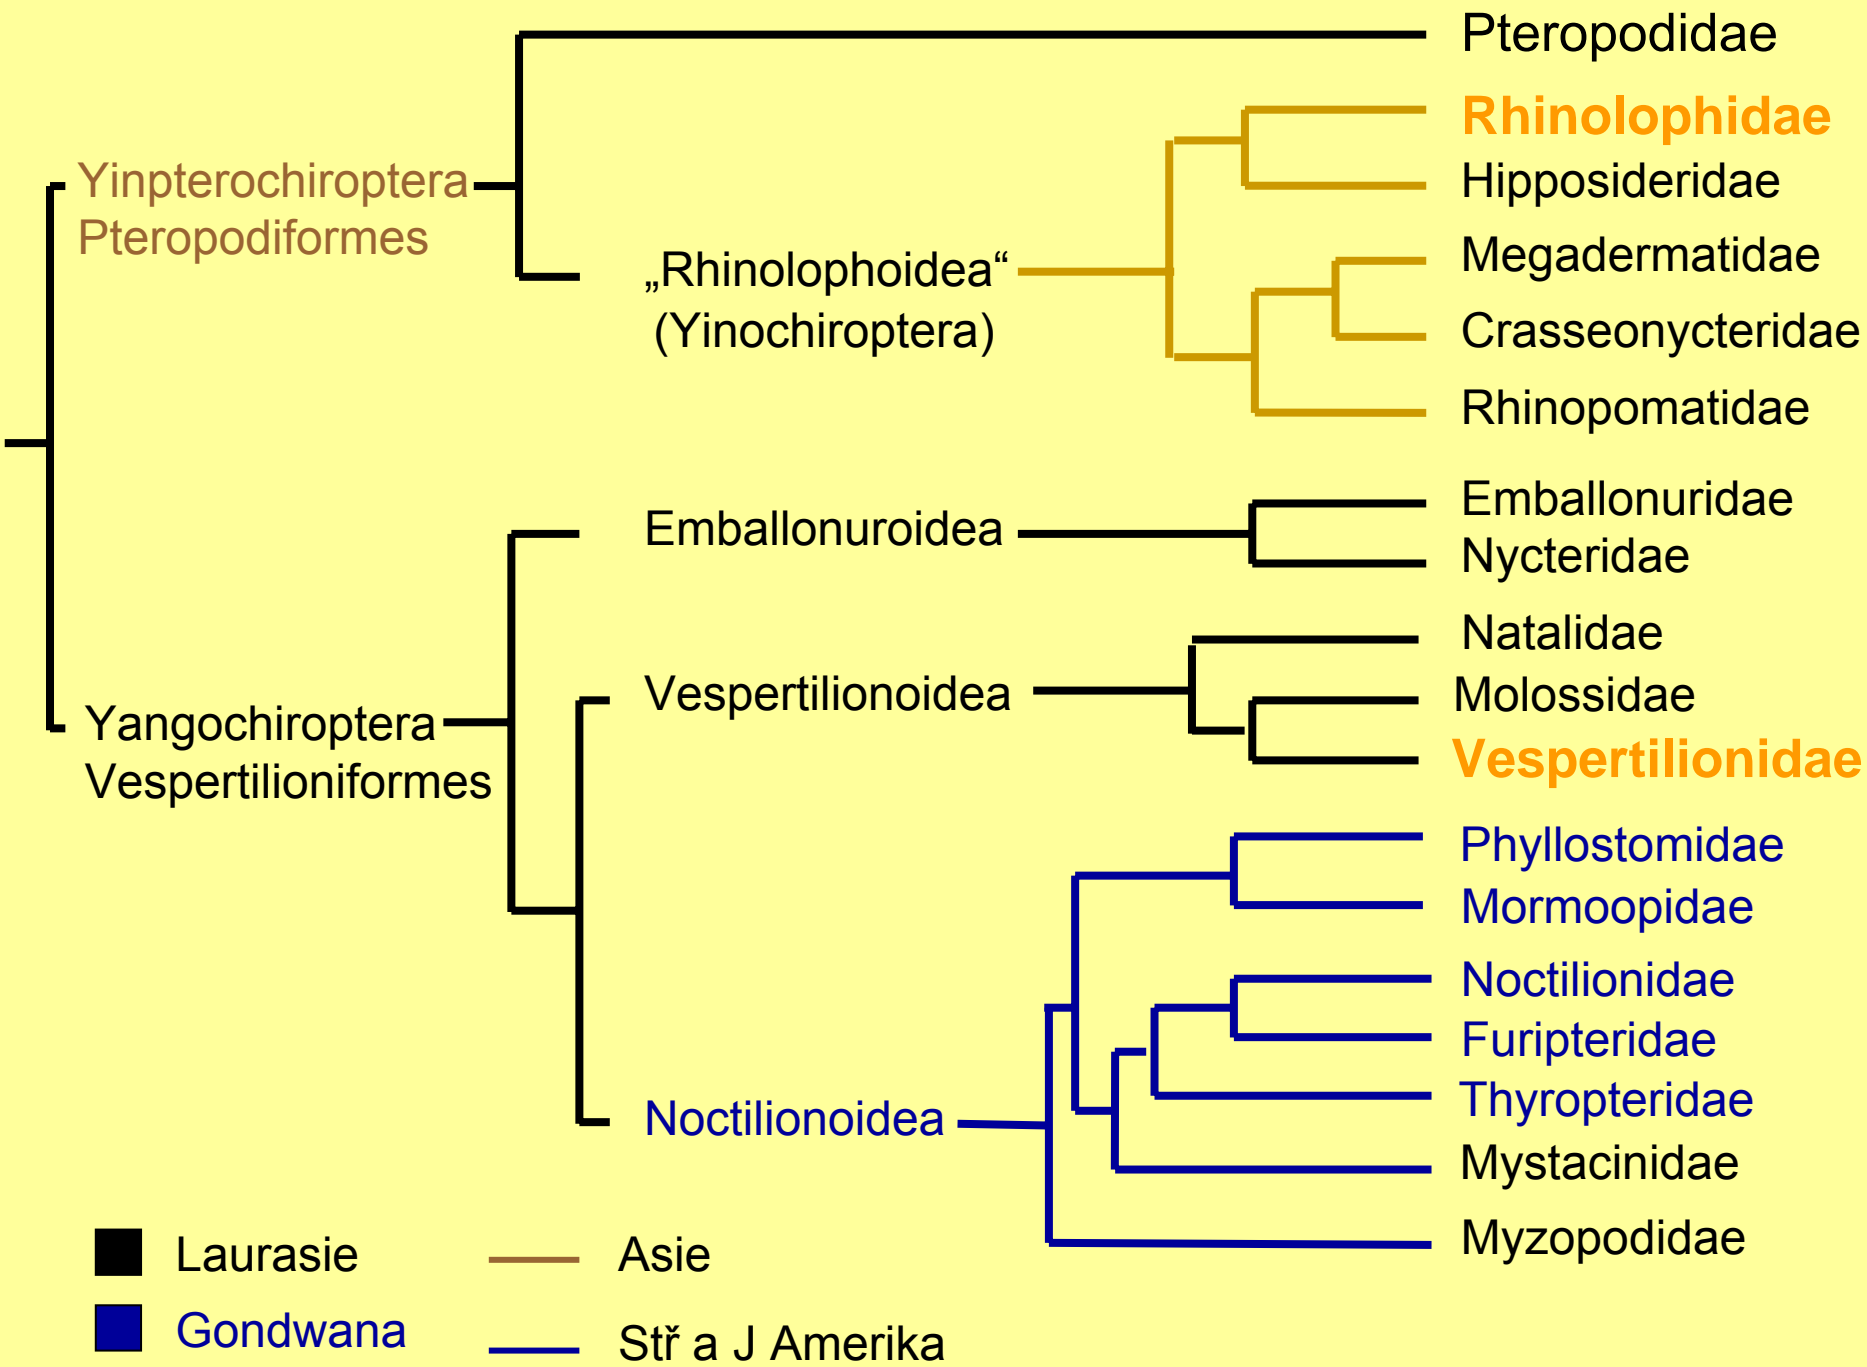 Pteropodidae
Rhinolophidae
Hipposideridae
Megadermatidae
Crasseonycteridae
Rhinopomatidae
Yinpterochiroptera
Pteropodiformes
„Rhinolophoidea“
(Yinochiroptera)
Emballonuroidea
Emballonuridae
Nycteridae
Vespertilionoidea
Natalidae
Molossidae
Vespertilionidae
Yangochiroptera
Vespertilioniformes
Phyllostomidae
Mormoopidae
Noctilionidae
Furipteridae
Thyropteridae
Mystacinidae
Myzopodidae
Noctilionoidea
Laurasie
Asie
Gondwana
Stř a J Amerika